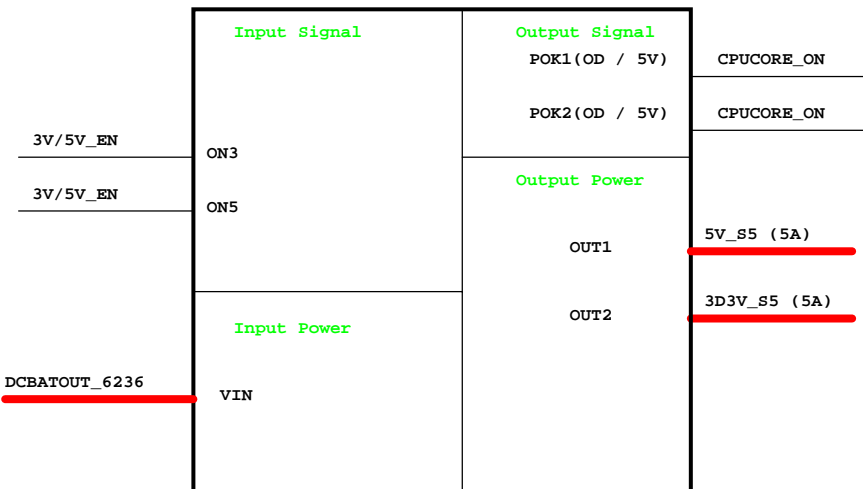 Input Signal
Output Signal
POK1(OD / 5V)
CPUCORE_ON
POK2(OD / 5V)
CPUCORE_ON
3V/5V_EN
ON3
3V/5V_EN
ON5
Output Power
OUT1
5V_S5 (5A)
OUT2
3D3V_S5 (5A)
Input Power
DCBATOUT_6236
VIN